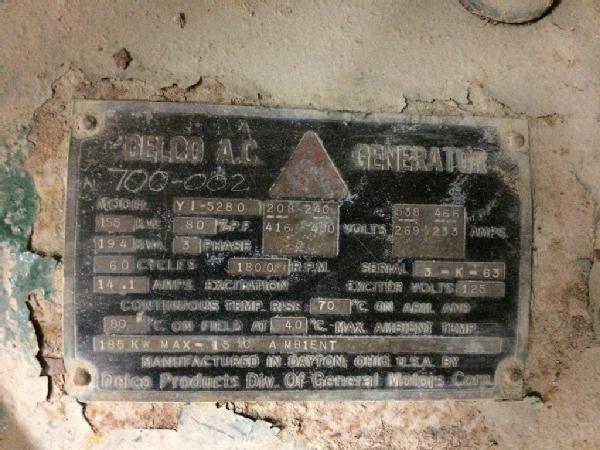 DELCO A.C. GENERATOR
N 700-002
MODEL YI-5280 208-240 538 466
155 KW 80 % P.F. 416-480 VOLTS 269-233 AMPS.
194 KVA 3 PHASE
60 CYCLES 1800 R.P.M. SERIAL 3-K-63
14.1 AMPS. EXCITATION EXCITER VOLTS 125
CONTINUOUS TEMP. RISE 70 °C ON ARM. AND
80 °C ON FIELD AT 40 °C MAX. AMBIENT TEMP.
185 KW MAX- 15 °C AMBIENT
MANUFACTURED IN DAYTON, OHIO, U.S.A. BY
Delco Products Div. Of General Motors Corp.